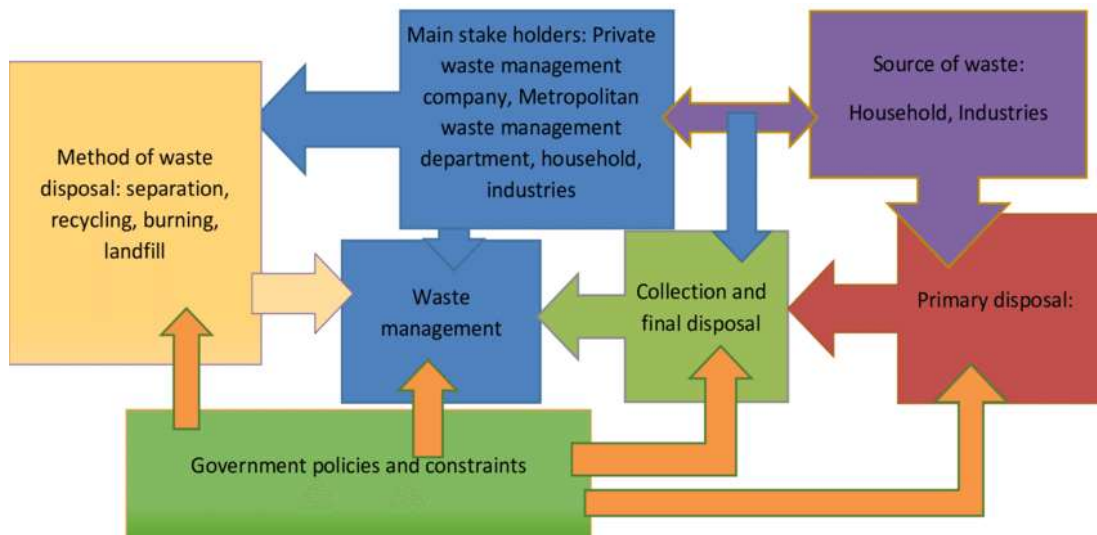 Main stake holders: Private
waste management
company, Metropolitan
waste management
department, household,
industries
Source of waste:
Household, Industries
Method of waste
disposal: separation,
recycling, burning,
landfill
Waste
management
Collection and
final disposal
Primary disposal:
Government policies and constraints